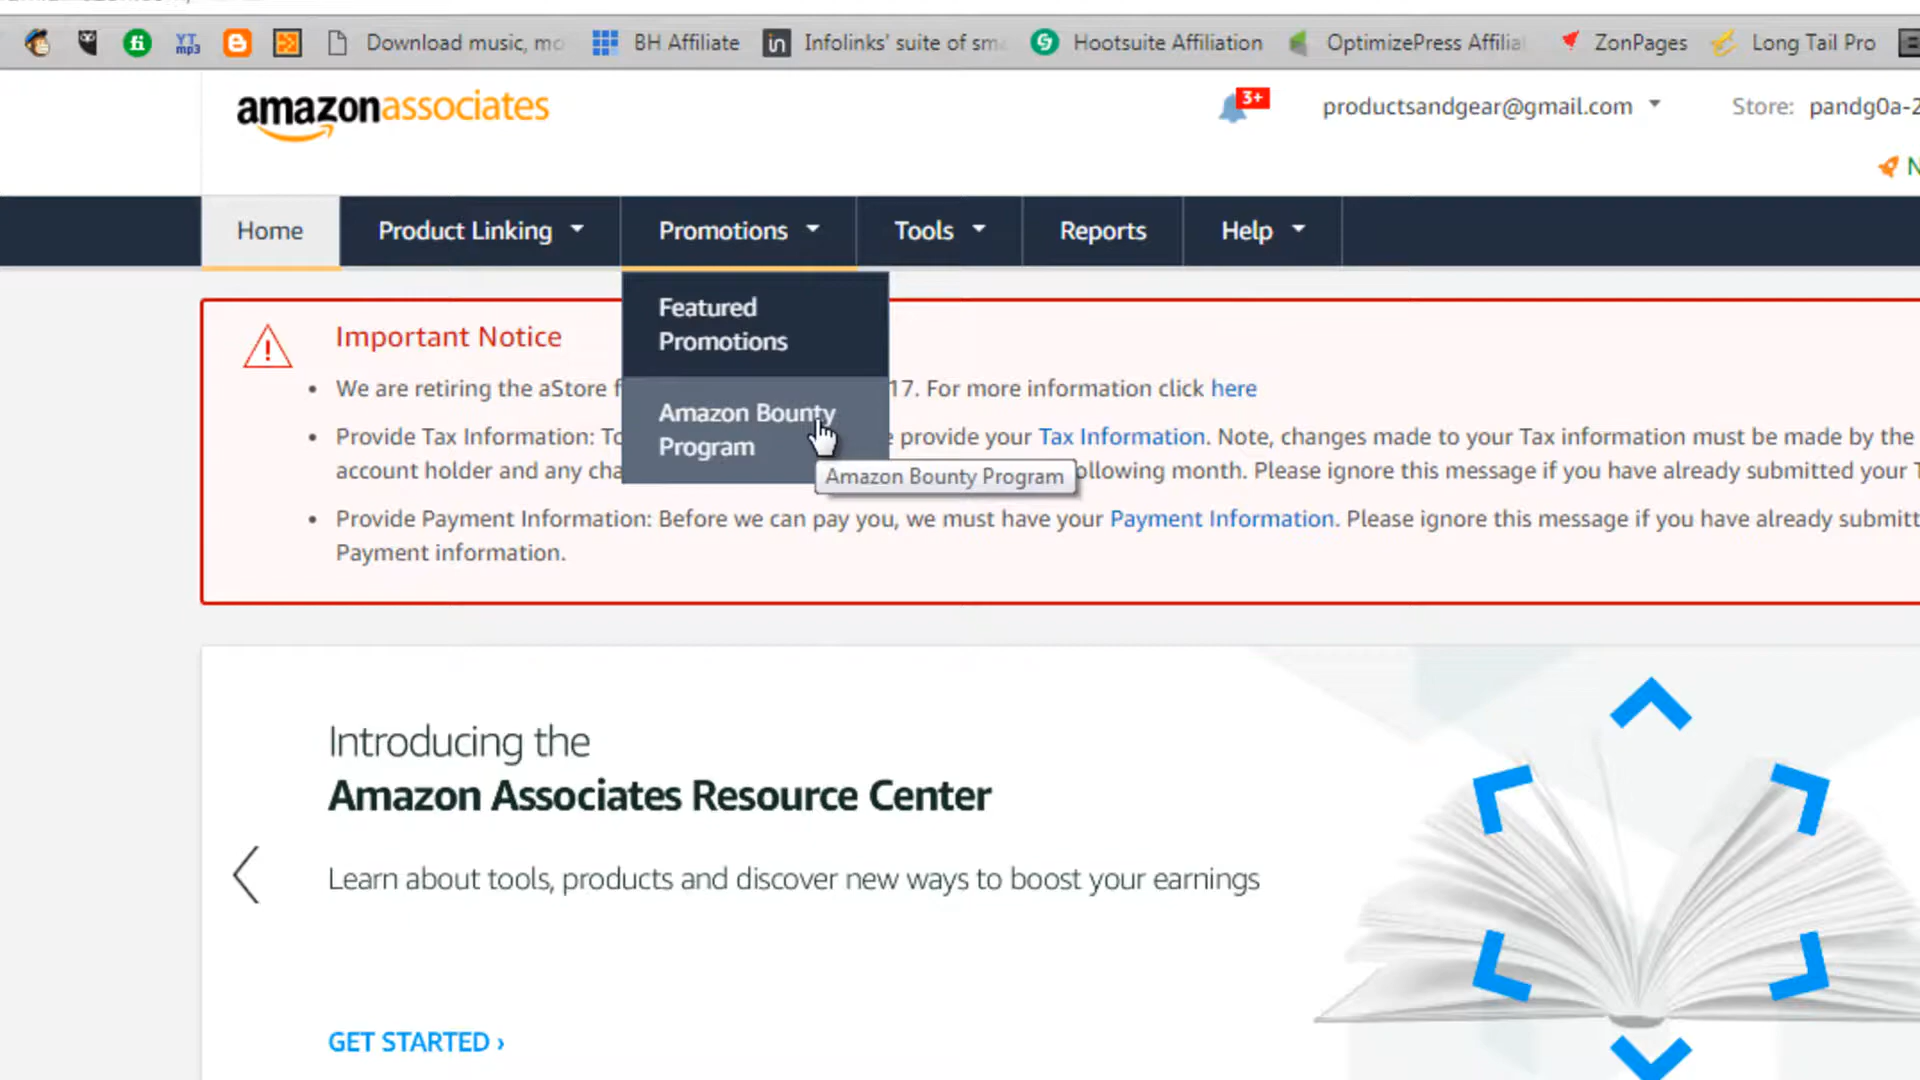 YT mp3 Download music, mo BH Affiliate in Infolinks' suite of sm Hootsuite Affiliation OptimizePress Affilia ZonPages Long Tail Pro
amazonassociates 3+ productsandgear@gmail.com Store: pandg0a-2
N
Home Product Linking Promotions Tools Reports Help
Featured
Promotions
Important Notice
We are retiring the aStore f 17. For more information click here
Amazon Bounty
Program
Amazon Bounty Program
Provide Tax Information: To provide your Tax Information. Note, changes made to your Tax information must be made by the
account holder and any cha ollowing month. Please ignore this message if you have already submitted your T
Provide Payment Information: Before we can pay you, we must have your Payment Information. Please ignore this message if you have already submitt
Payment information.
Introducing the
Amazon Associates Resource Center
Learn about tools, products and discover new ways to boost your earnings
GET STARTED ›